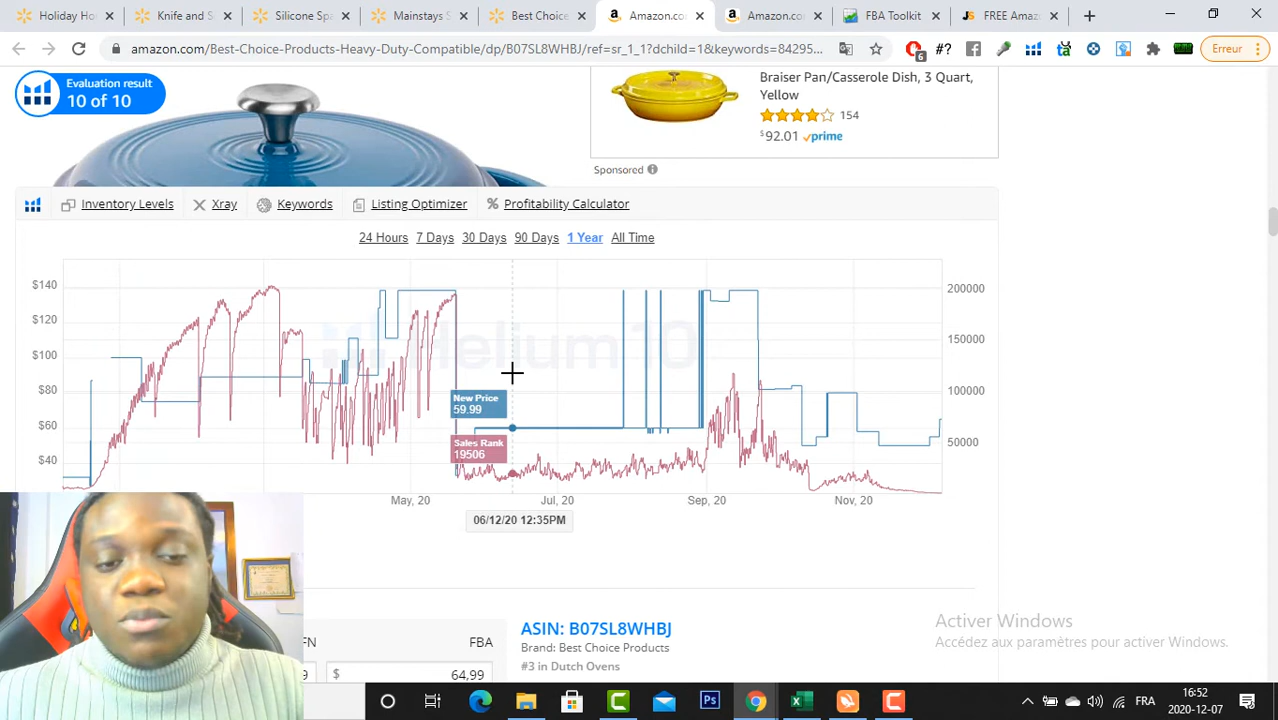 Holiday Ho
Knife and S
Silicone Spa
Mainstays S
Best Choice
Amazon.co
Amazon.co
FBA Toolkit
FREE Amaz
amazon.com/Best-Choice-Products-Heavy-Duty-Compatible/dp/B07SL8WHBJ/ref=sr_1_1?dchild=1&keywords=84295...
6
#?
Erreur
Evaluation result
10 of 10
Braiser Pan/Casserole Dish, 3 Quart,
Yellow
154
$92.01 prime
Sponsored
Inventory Levels
Xray
Keywords
Listing Optimizer
Profitability Calculator
24 Hours 7 Days 30 Days 90 Days 1 Year All Time
Helium 10
$140
$120
$100
$80
$60
$40
200000
150000
100000
50000
New Price
59.99
Sales Rank
19506
May, 20
Jul, 20
Sep, 20
Nov, 20
06/12/20 12:35PM
FN
FBA
$
64,99
ASIN: B07SL8WHBJ
Brand: Best Choice Products
#3 in Dutch Ovens
Activer Windows
Accédez aux paramètres pour activer Windows.
FRA
16:52
2020-12-07